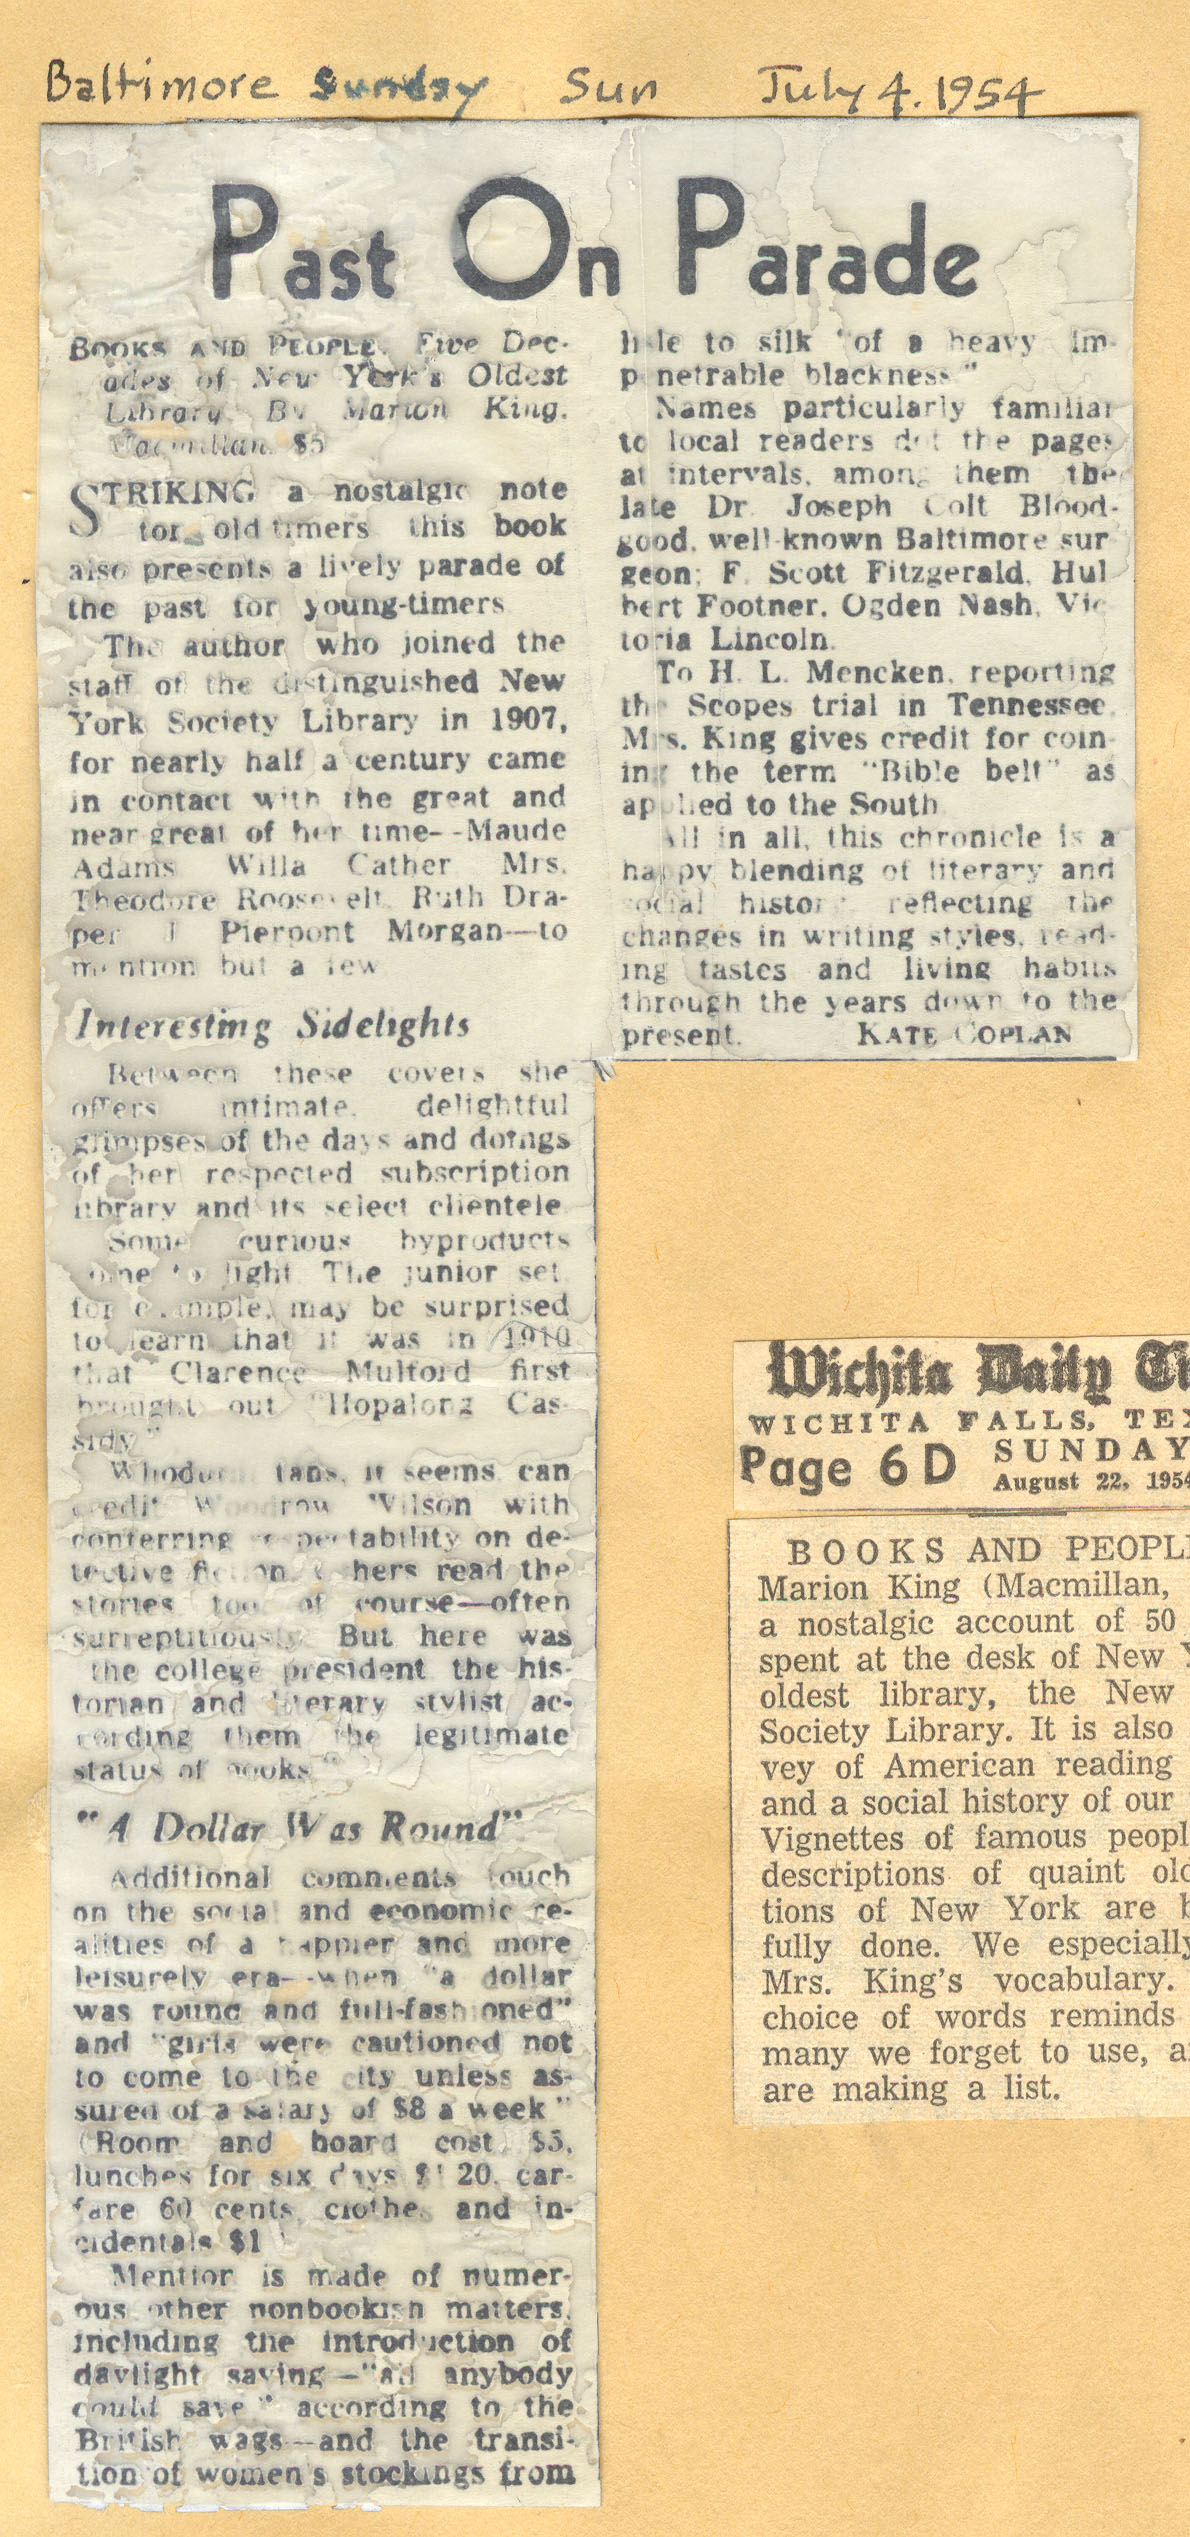 Baltimore Sunday Sun July 4. 1954
Past On Parade
BOOKS AND PEOPLE. Five Dec-
ades of New York's Oldest
Library. By Marion King.
Macmillan. $5
STRIKING a nostalgic note
for old timers this book
also presents a lively parade of
the past for young-timers
The author who joined the
staff of the distinguished New
York Society Library in 1907,
for nearly half a century came
in contact with the great and
near great of her time--Maude
Adams Willa Cather Mrs.
Theodore Roosevelt. Ruth Dra-
per J Pierpont Morgan—to
mention but a few
Interesting Sidelights
Between these covers she
offers intimate, delightful
glimpses of the days and doings
of her respected subscription
library and its select clientele
Some curious byproducts
come to light The junior set,
for example, may be surprised
to learn that it was in 1910
that Clarence Mulford first
brought out "Hopalong Cas-
sidy"
Whodunit fans, it seems can
credit Woodrow Wilson with
conferring respectability on de-
tective fiction. Others read the
stories too, of course—often
surreptitiously. But here was
the college president the his-
torian and literary stylist ac-
cording them the legitimate
status of books"
"A Dollar Was Round"
Additional comments touch
on the social and economic re-
alities of a happier and more
leisurely era--when "a dollar
was round and full-fashioned"
and "girls were cautioned not
to come to the city unless as-
sured of a salary of $8 a week"
(Room and board cost $5,
lunches for six days $1 20, car-
fare 60 cents, clothes and in-
cidentals $1
Mention is made of numer-
ous other nonbookish matters,
including the introduction of
daylight saving—"all anybody
could save" according to the
British wags—and the transi-
tion of women's stockings from
lisle to silk "of a heavy im-
penetrable blackness"
Names particularly familiar
to local readers dot the pages
at intervals, among them the
late Dr. Joseph Colt Blood-
good, well-known Baltimore sur
geon; F. Scott Fitzgerald, Hul
bert Footner, Ogden Nash, Vic
toria Lincoln.
To H. L. Mencken, reporting
the Scopes trial in Tennessee,
Mrs. King gives credit for coin-
ing the term "Bible belt" as
applied to the South
All in all, this chronicle is a
happy blending of literary and
social history reflecting the
changes in writing styles, read-
ing tastes and living habits
through the years down to the
present. KATE COPLAN
Wichita Daily
WICHITA FALLS, TEX
Page 6 D SUNDAY
August 22, 1954
BOOKS AND PEOPLE
Marion King (Macmillan,
a nostalgic account of 50
spent at the desk of New Y
oldest library, the New
Society Library. It is also
vey of American reading
and a social history of our
Vignettes of famous peopl
descriptions of quaint old
tions of New York are b
fully done. We especially
Mrs. King's vocabulary.
choice of words reminds
many we forget to use, a
are making a list.